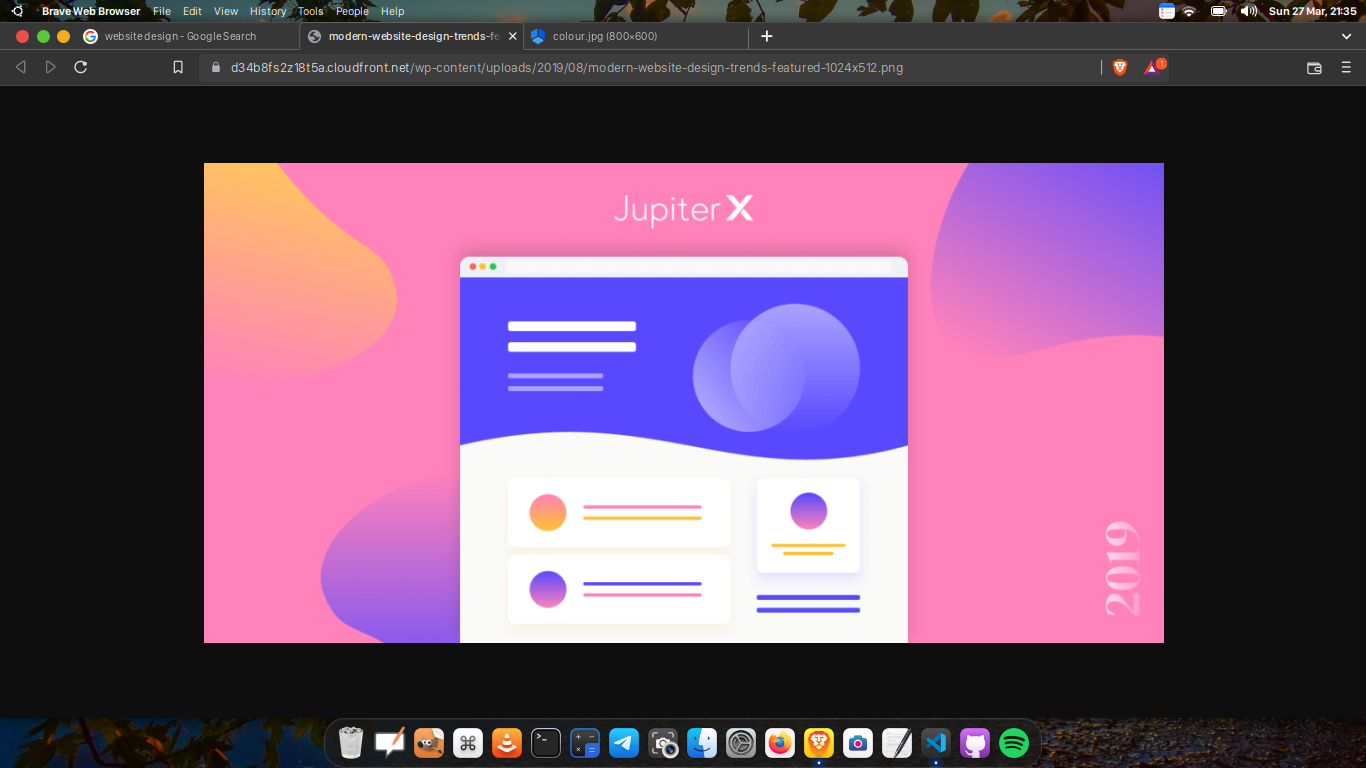 Brave Web Browser File Edit View History Tools People Help Sun 27 Mar, 21:35
website design - Google Search modern-website-design-trends-fe colour.jpg (800×600)
d34b8fs2z18t5a.cloudfront.net/wp-content/uploads/2019/08/modern-website-design-trends-featured-1024x512.png 1
Jupiter X
2019